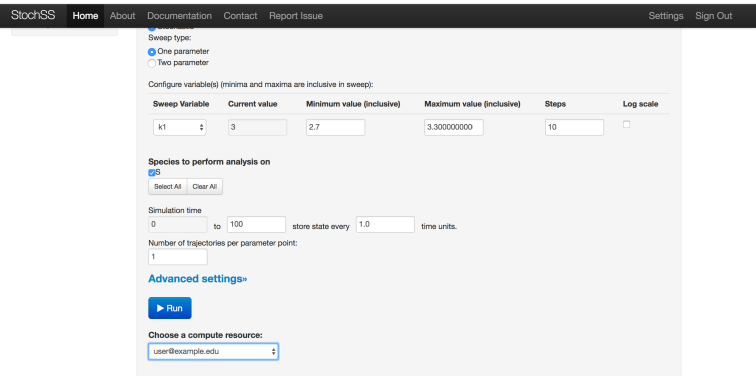 StochSS Home About Documentation Contact Report Issue Settings Sign Out
Sweep type:
One parameter
Two parameter
Configure variable(s) (minima and maxima are inclusive in sweep):
Sweep Variable Current value Minimum value (inclusive) Maximum value (inclusive) Steps Log scale
k1 3 2.7 3.300000000 10
Species to perform analysis on
S
Select All Clear All
Simulation time
0 to 100 store state every 1.0 time units.
Number of trajectories per parameter point:
1
Advanced settings»
Run
Choose a compute resource:
user@example.edu